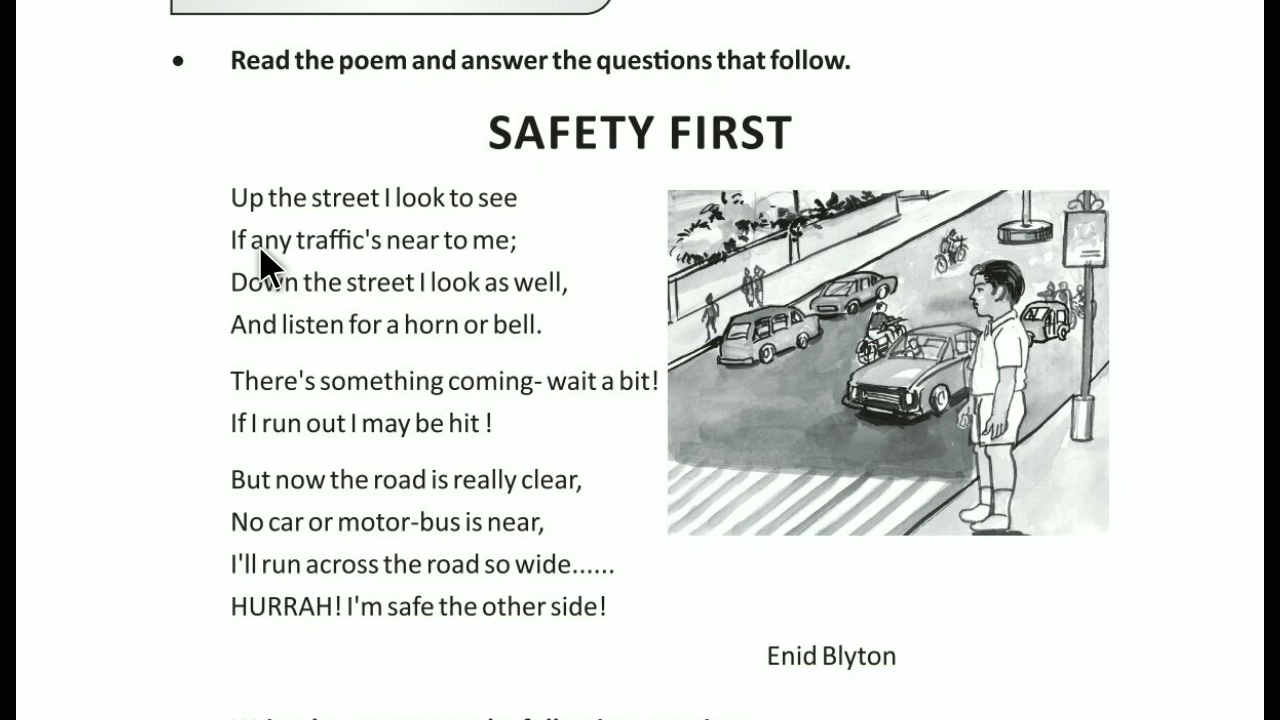 Read the poem and answer the questions that follow.
SAFETY FIRST
Up the street I look to see
If any traffic's near to me;
Down the street I look as well,
And listen for a horn or bell.
There's something coming- wait a bit!
If I run out I may be hit !
But now the road is really clear,
No car or motor-bus is near,
I'll run across the road so wide......
HURRAH! I'm safe the other side!
Enid Blyton